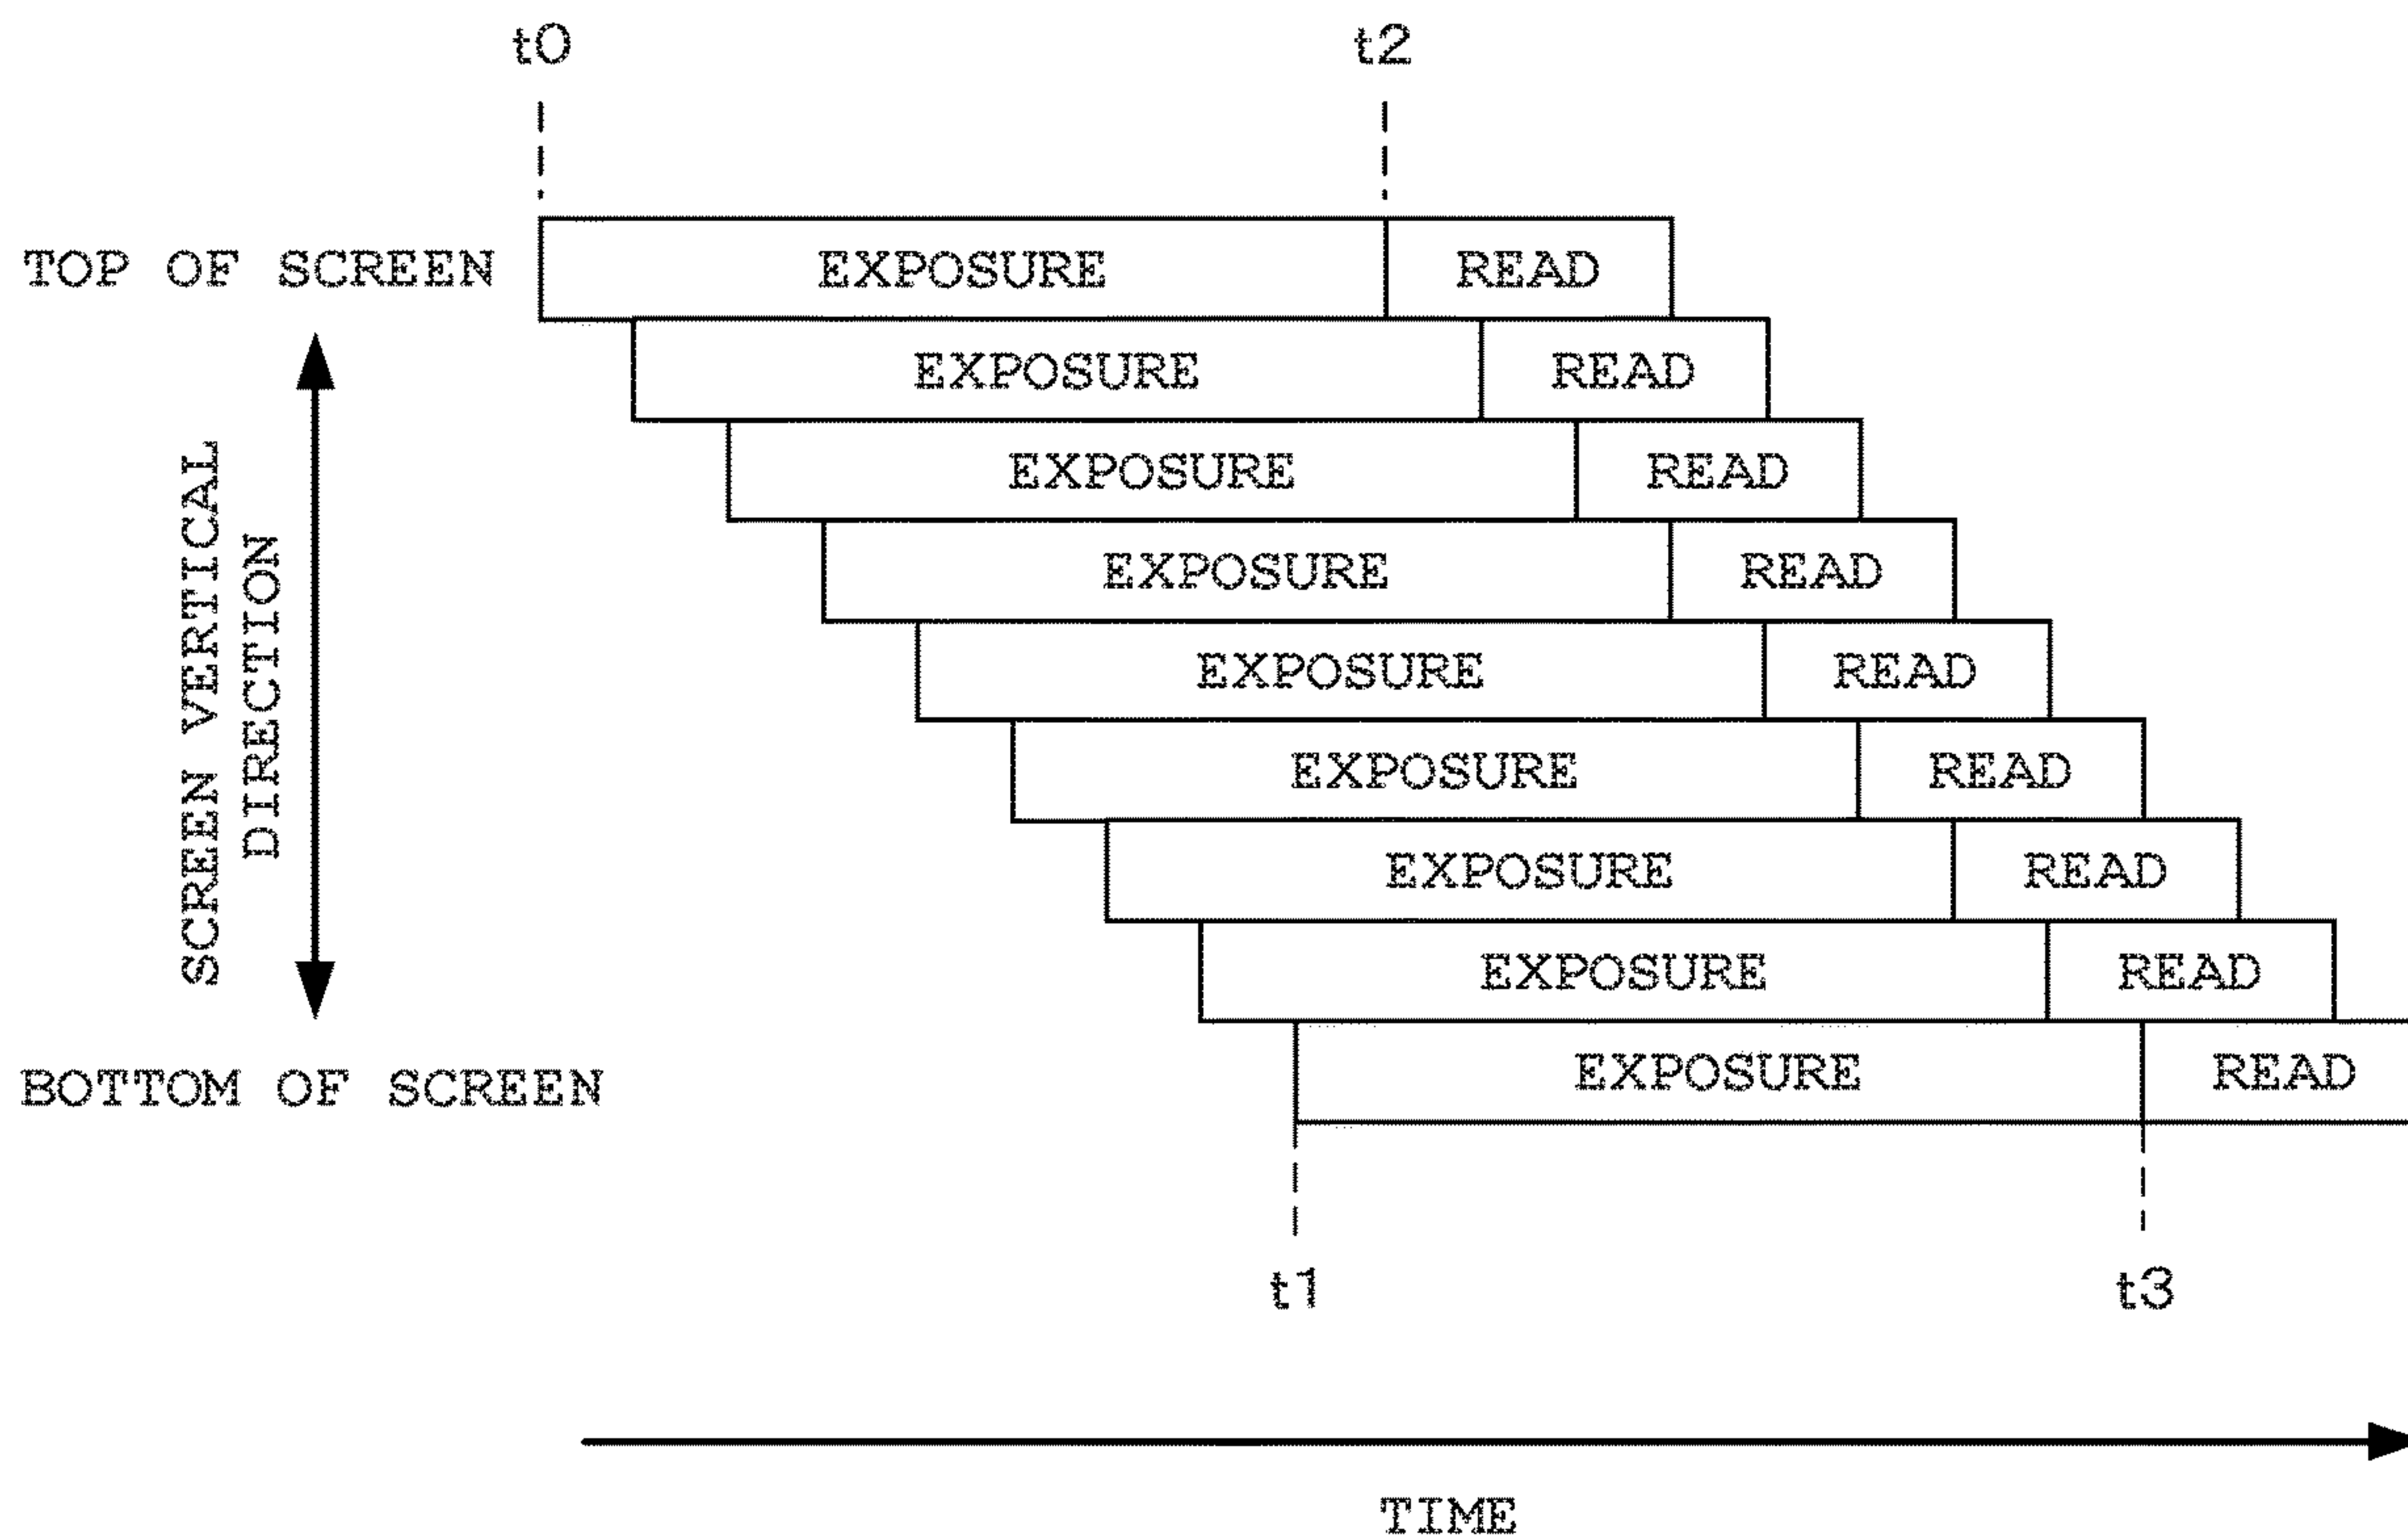 t0 t2
TOP OF SCREEN EXPOSURE READ
EXPOSURE READ
EXPOSURE READ
EXPOSURE READ
EXPOSURE READ
EXPOSURE READ
EXPOSURE READ
EXPOSURE READ
SCREEN VERTICAL
DIRECTION
BOTTOM OF SCREEN EXPOSURE READ
t1 t3
TIME